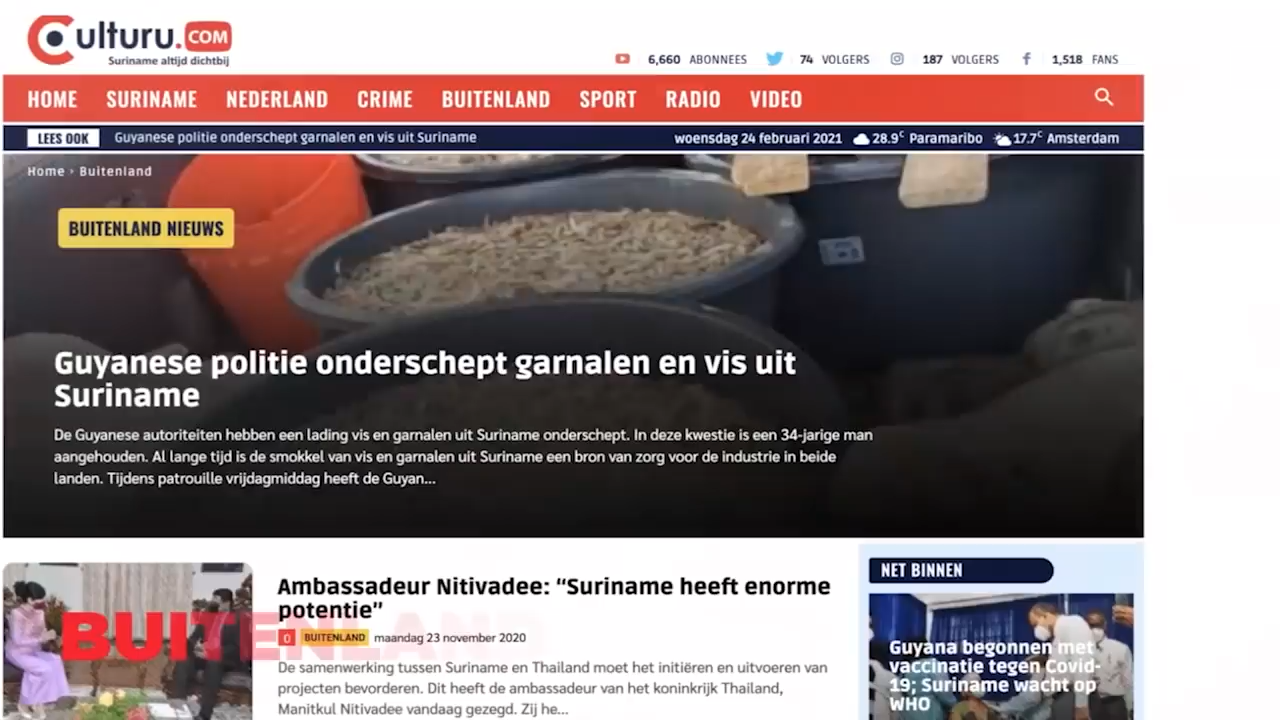 Culturu.COM
Suriname altijd dichtbij
6,660 ABONNEES 74 VOLGERS 187 VOLGERS 1,518 FANS
HOME SURINAME NEDERLAND CRIME BUITENLAND SPORT RADIO VIDEO
LEES OOK Guyanese politie onderschept garnalen en vis uit Suriname woensdag 24 februari 2021 28.9C Paramaribo 17.7C Amsterdam
Home › Buitenland
BUITENLAND NIEUWS
Guyanese politie onderschept garnalen en vis uit
Suriname
De Guyanese autoriteiten hebben een lading vis en garnalen uit Suriname onderschept. In deze kwestie is een 34-jarige man
aangehouden. Al lange tijd is de smokkel van vis en garnalen uit Suriname een bron van zorg voor de industrie in beide
landen. Tijdens patrouille vrijdagmiddag heeft de Guyan...
Ambassadeur Nitivadee: “Suriname heeft enorme
potentie”
0 BUITENLAND maandag 23 november 2020
De samenwerking tussen Suriname en Thailand moet het initiëren en uitvoeren van
projecten bevorderen. Dit heeft de ambassadeur van het koninkrijk Thailand,
Manitkul Nitivadee vandaag gezegd. Zij he...
BUITENLAND
NET BINNEN
Guyana begonnen met
vaccinatie tegen Covid-
19; Suriname wacht op
WHO